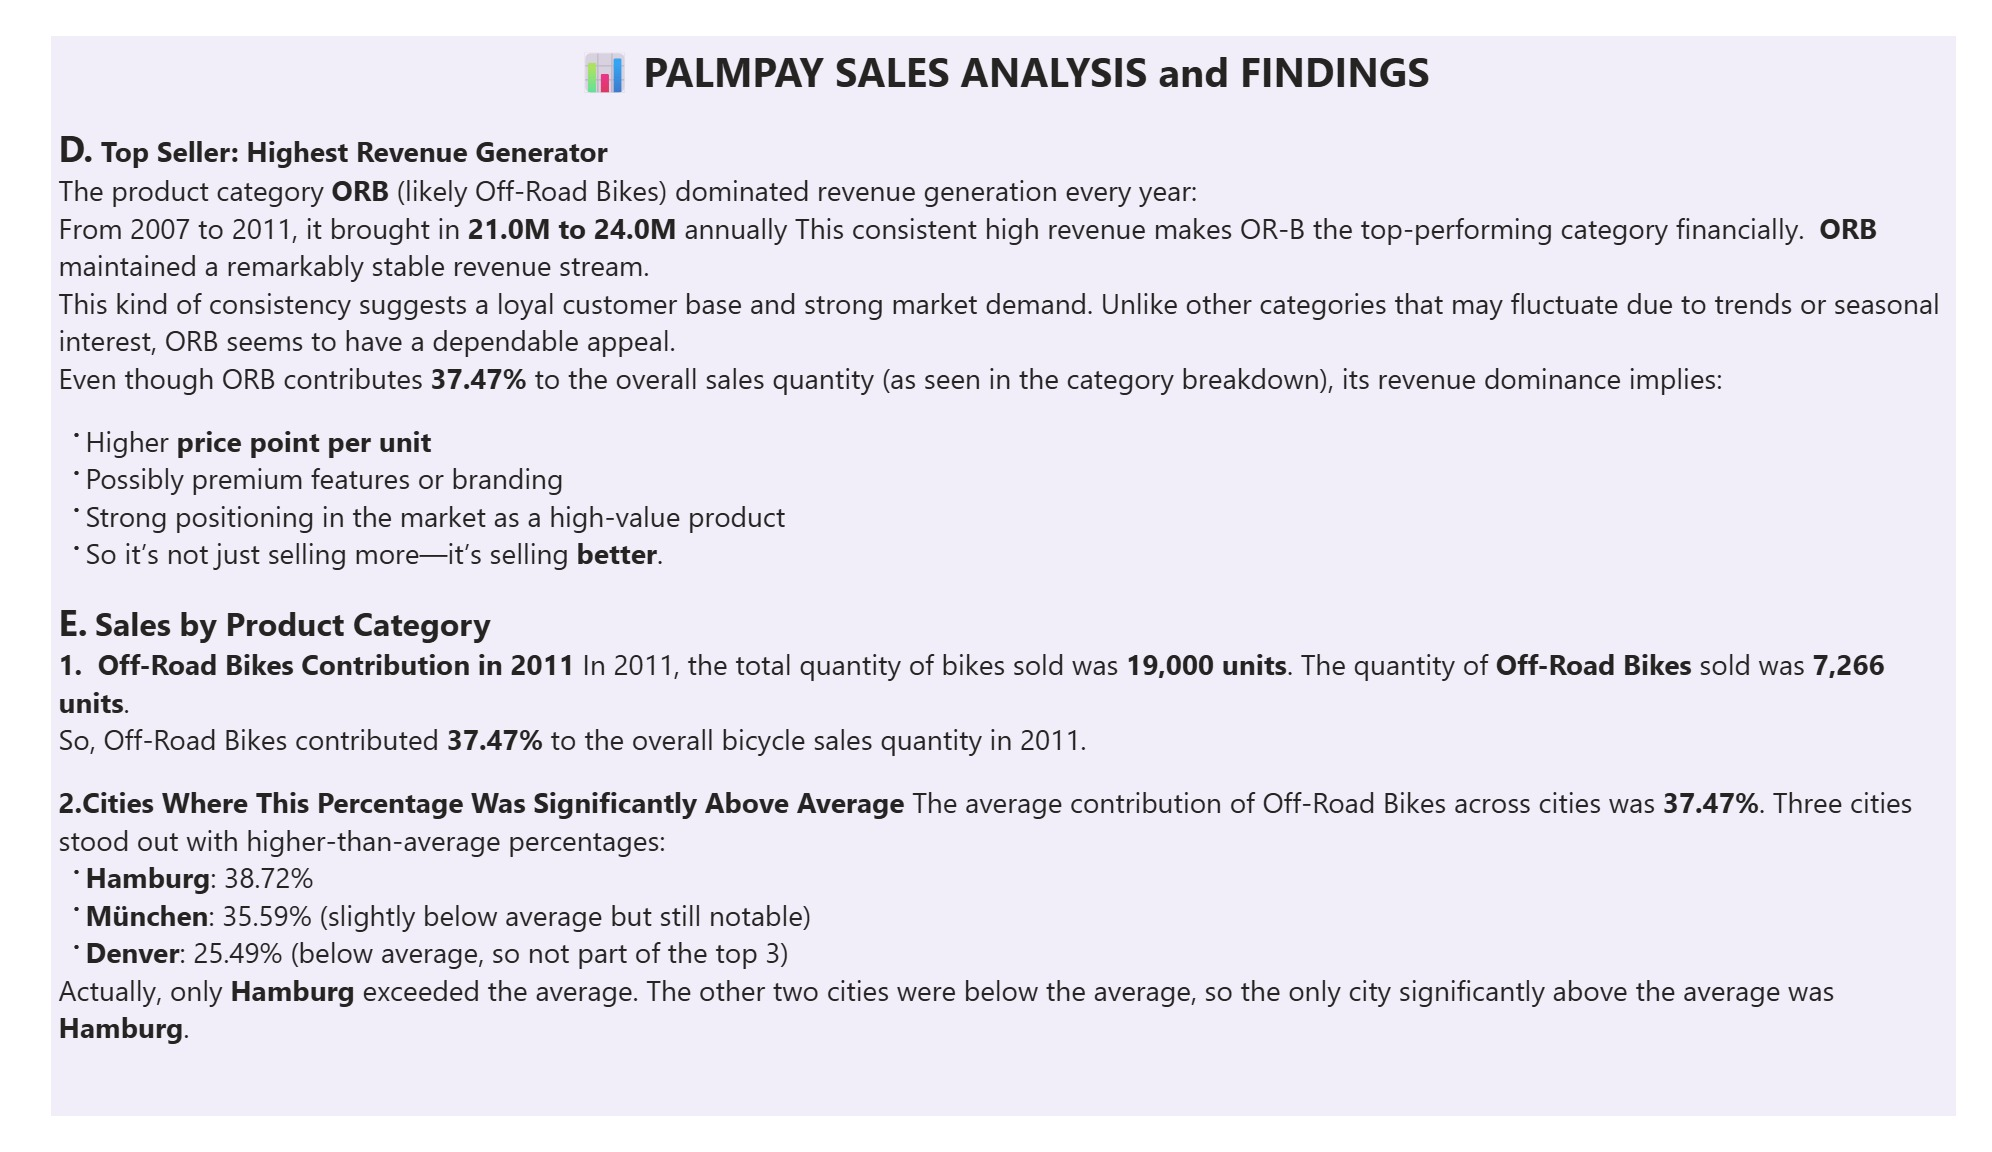 📊 PALMPAY SALES ANALYSIS and FINDINGS
D. Top Seller: Highest Revenue Generator
The product category ORB (likely Off-Road Bikes) dominated revenue generation every year:
From 2007 to 2011, it brought in 21.0M to 24.0M annually This consistent high revenue makes OR-B the top-performing category financially. ORB
maintained a remarkably stable revenue stream.
This kind of consistency suggests a loyal customer base and strong market demand. Unlike other categories that may fluctuate due to trends or seasonal
interest, ORB seems to have a dependable appeal.
Even though ORB contributes 37.47% to the overall sales quantity (as seen in the category breakdown), its revenue dominance implies:
• Higher price point per unit
• Possibly premium features or branding
• Strong positioning in the market as a high-value product
• So it’s not just selling more—it’s selling better.
E. Sales by Product Category
1. Off-Road Bikes Contribution in 2011 In 2011, the total quantity of bikes sold was 19,000 units. The quantity of Off-Road Bikes sold was 7,266
units.
So, Off-Road Bikes contributed 37.47% to the overall bicycle sales quantity in 2011.
2.Cities Where This Percentage Was Significantly Above Average The average contribution of Off-Road Bikes across cities was 37.47%. Three cities
stood out with higher-than-average percentages:
• Hamburg: 38.72%
• München: 35.59% (slightly below average but still notable)
• Denver: 25.49% (below average, so not part of the top 3)
Actually, only Hamburg exceeded the average. The other two cities were below the average, so the only city significantly above the average was
Hamburg.